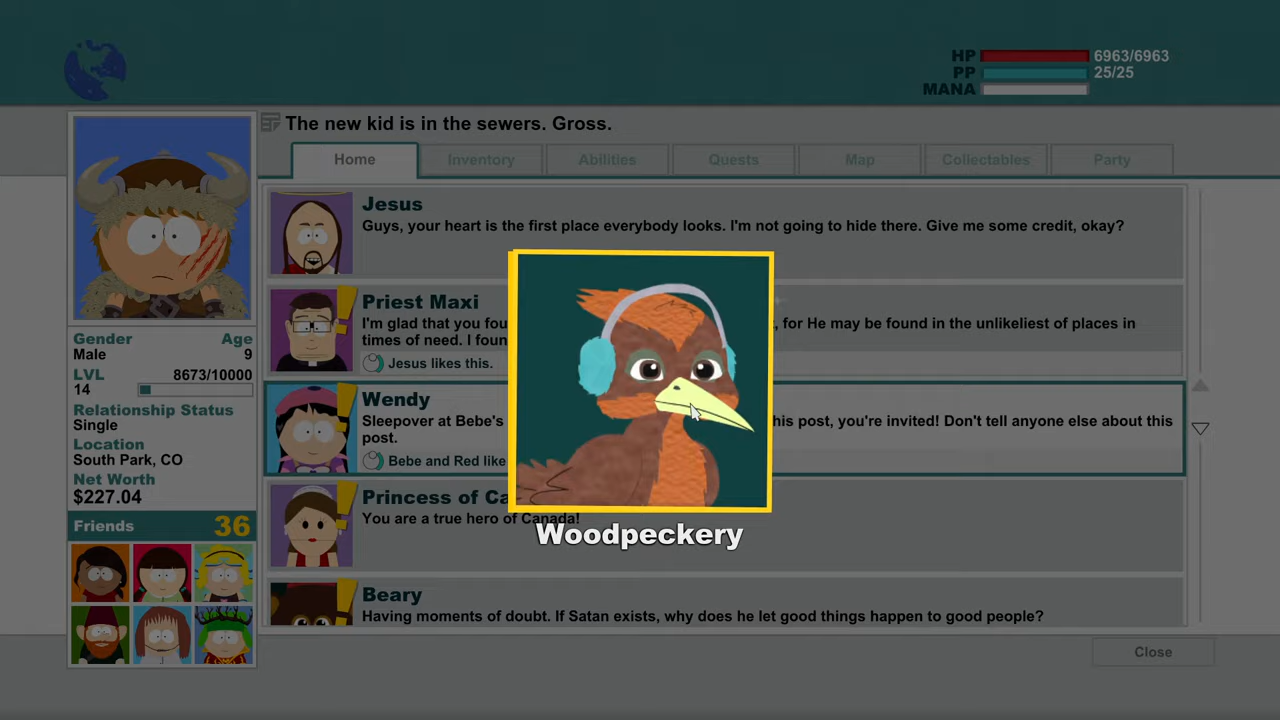 HP 6963/6963
PP 25/25
MANA
The new kid is in the sewers. Gross.
Home Inventory Abilities Quests Map Collectables Party
Gender Age
Male 9
LVL 8673/10000
14
Relationship Status
Single
Location
South Park, CO
Net Worth
$227.04
Friends 36
Jesus
Guys, your heart is the first place everybody looks. I'm not going to hide there. Give me some credit, okay?
Priest Maxi
I'm glad that you fou , for He may be found in the unlikeliest of places in
times of need. I foun
Jesus likes this.
Wendy
Sleepover at Bebe's his post, you're invited! Don't tell anyone else about this
post.
Bebe and Red like
Princess of Ca
You are a true hero of Canada!
Beary
Having moments of doubt. If Satan exists, why does he let good things happen to good people?
Woodpeckery
Close